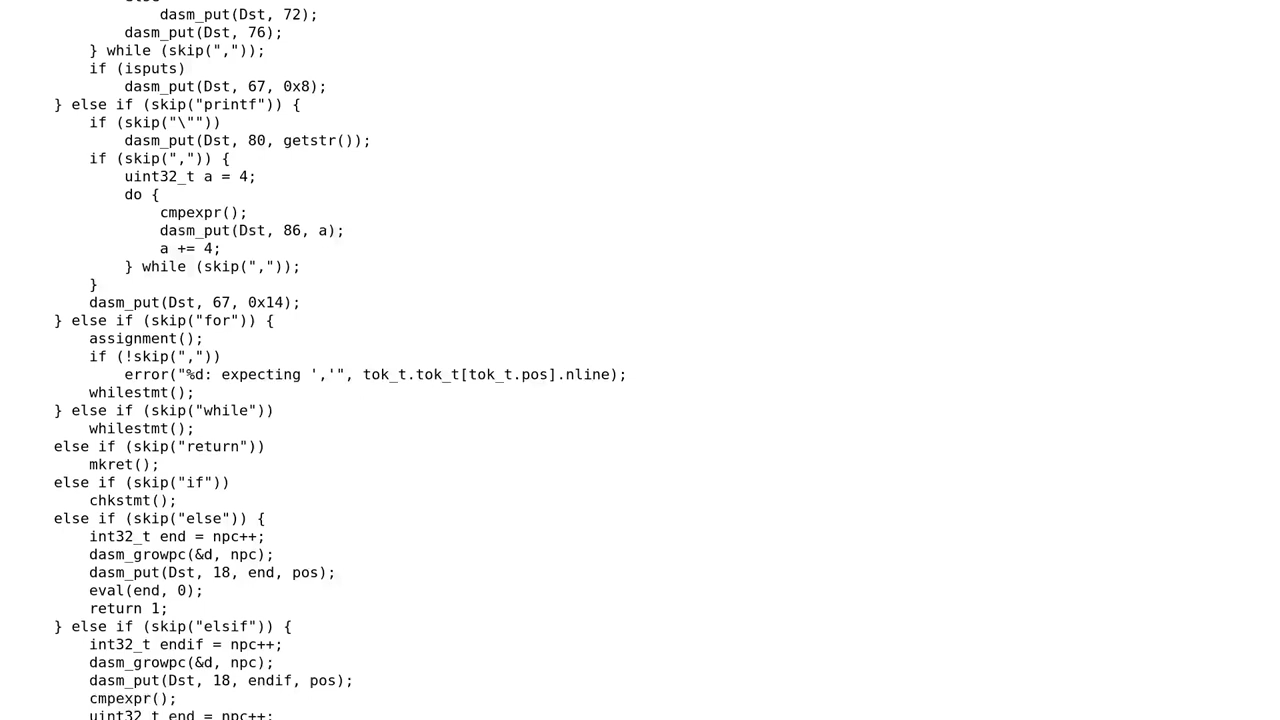 dasm_put(Dst, 72);
dasm_put(Dst, 76);
} while (skip(","));
if (isputs)
dasm_put(Dst, 67, 0x8);
} else if (skip("printf")) {
if (skip("\""))
dasm_put(Dst, 80, getstr());
if (skip(",")) {
uint32_t a = 4;
do {
cmpexpr();
dasm_put(Dst, 86, a);
a += 4;
} while (skip(","));
}
dasm_put(Dst, 67, 0x14);
} else if (skip("for")) {
assignment();
if (!skip(","))
error("%d: expecting ','", tok_t.tok_t[tok_t.pos].nline);
whilestmt();
} else if (skip("while"))
whilestmt();
else if (skip("return"))
mkret();
else if (skip("if"))
chkstmt();
else if (skip("else")) {
int32_t end = npc++;
dasm_growpc(&d, npc);
dasm_put(Dst, 18, end, pos);
eval(end, 0);
return 1;
} else if (skip("elsif")) {
int32_t endif = npc++;
dasm_growpc(&d, npc);
dasm_put(Dst, 18, endif, pos);
cmpexpr();
uint32_t end = npc++;